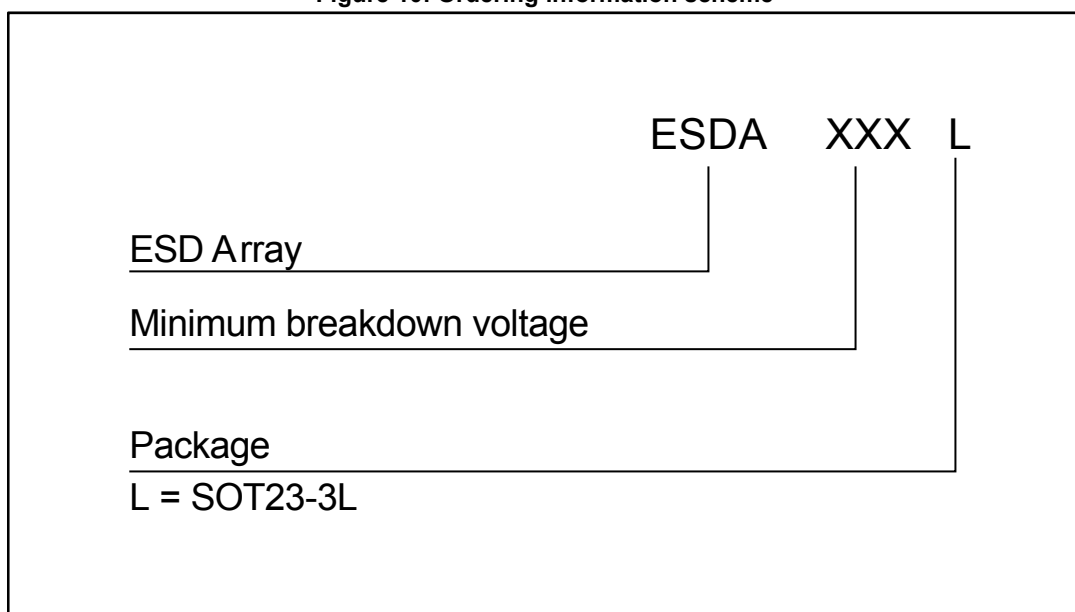 Figure 10: Ordering information scheme
ESDA XXX L
ESD Array
Minimum breakdown voltage
Package
L = SOT23-3L